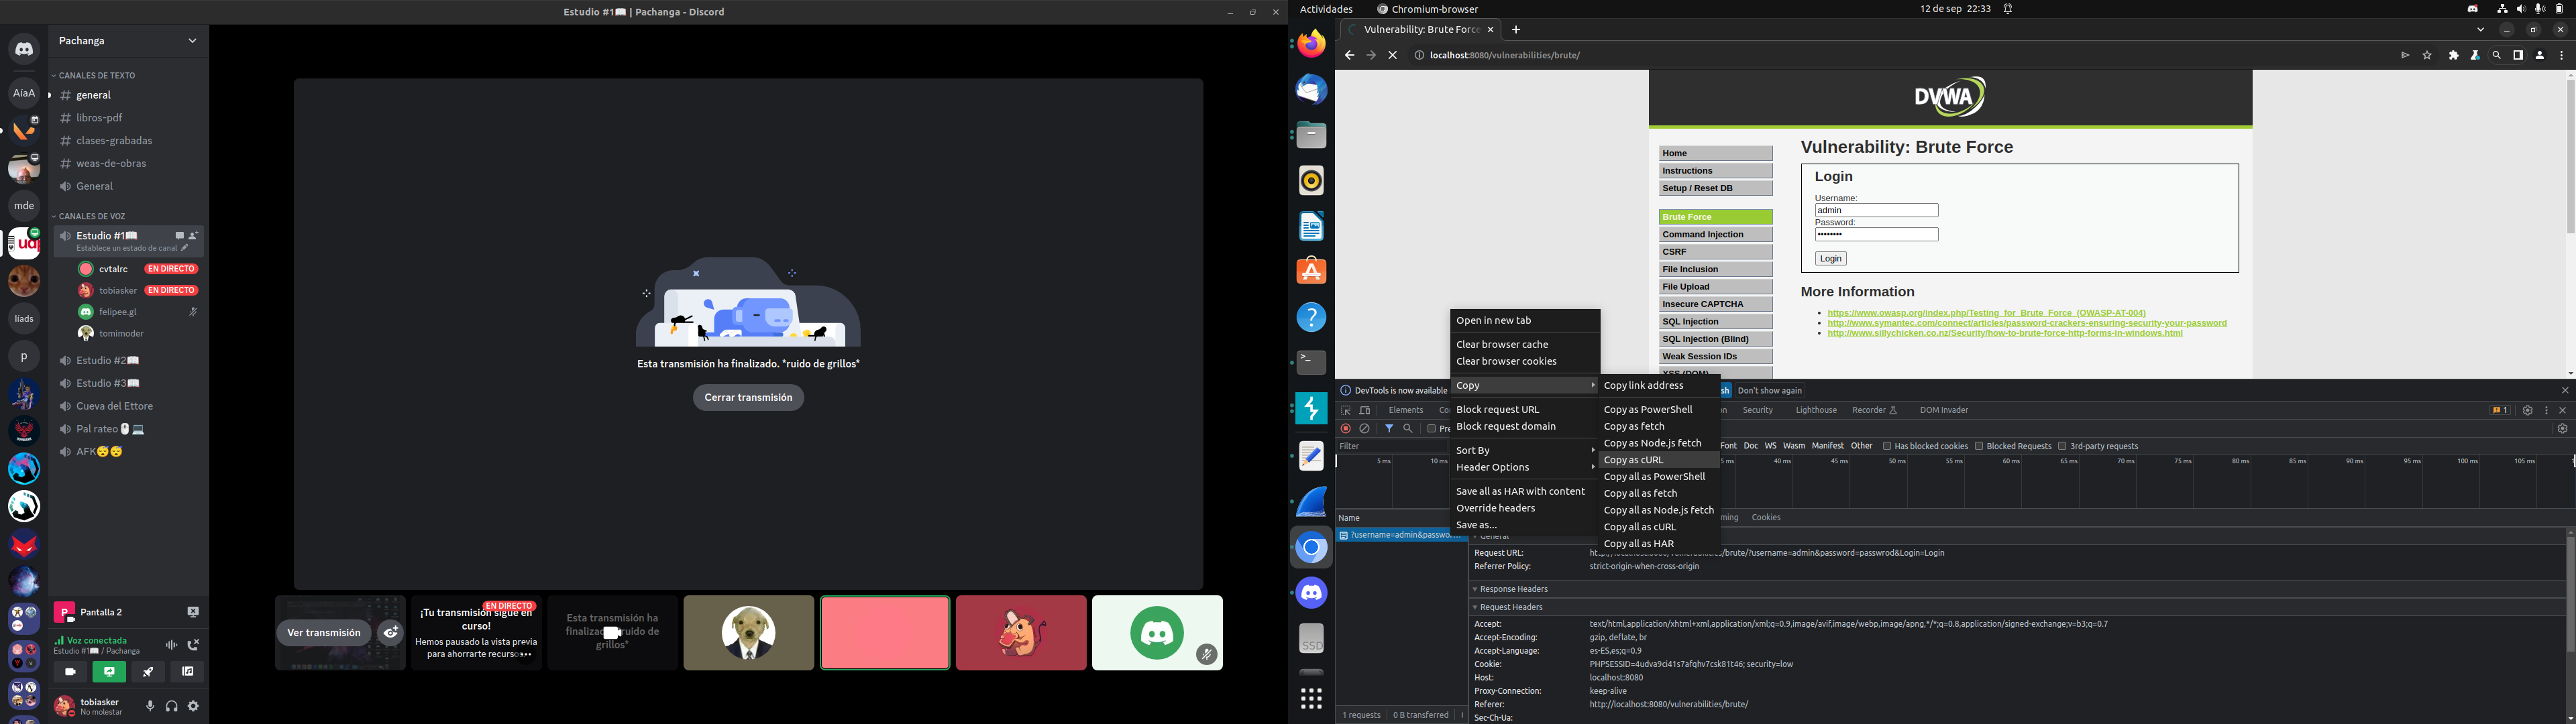 Estudio #1📖 | Pachanga - Discord
Pachanga
CANALES DE TEXTO
general
libros-pdf
clases-grabadas
weas-de-obras
General
CANALES DE VOZ
Estudio #1📖
Establece un estado de canal
cvtalrc EN DIRECTO
tobiasker EN DIRECTO
felipee.gl
tomimoder
Estudio #2📖
Estudio #3📖
Cueva del Ettore
Pal rateo🖱️💻
AFK😴😴
AíaA
mde
líads
p
Pantalla 2
Voz conectada
Estudio #1📖 / Pachanga
tobiasker
No molestar
Esta transmisión ha finalizado. *ruido de grillos*
Cerrar transmisión
Ver transmisión
EN DIRECTO
¡Tu transmisión sigue en
curso!
Hemos pausado la vista previa
para ahorrarte recurso
Esta transmisión ha
ruido de
grillos*
Actividades
Chromium-browser
12 de sep 22:33
Vulnerability: Brute Force
localhost:8080/vulnerabilities/brute/
DVWA
Home
Instructions
Setup / Reset DB
Brute Force
Command Injection
CSRF
File Inclusion
File Upload
Insecure CAPTCHA
SQL Injection
SQL Injection (Blind)
Weak Session IDs
XSS (DOM)
Vulnerability: Brute Force
Login
Username:
admin
Password:
••••••••
Login
More Information
https://www.owasp.org/index.php/Testing_for_Brute_Force_(OWASP-AT-004)
http://www.symantec.com/connect/articles/password-crackers-ensuring-security-your-password
http://www.sillychicken.co.nz/Security/how-to-brute-force-http-forms-in-windows.html
Open in new tab
Clear browser cache
Clear browser cookies
Copy
Block request URL
Block request domain
Sort By
Header Options
Save all as HAR with content
Override headers
Save as...
Copy link address
Copy as PowerShell
Copy as fetch
Copy as Node.js fetch
Copy as cURL
Copy all as PowerShell
Copy all as fetch
Copy all as Node.js fetch
Copy all as cURL
Copy all as HAR
DevTools is now available
Don't show again
Elements
Security Lighthouse Recorder DOM Invader
1
Filter
Font Doc WS Wasm Manifest Other Has blocked cookies Blocked Requests 3rd-party requests
5 ms 10 ms 40 ms 45 ms 50 ms 55 ms 60 ms 65 ms 70 ms 75 ms 80 ms 85 ms 90 ms 95 ms 100 ms 105 ms
Name
Cookies
?username=admin&passwor...
General
Request URL: /vulnerabilities/brute/?username=admin&password=passwrod&Login=Login
Referrer Policy: strict-origin-when-cross-origin
Response Headers
Request Headers
Accept: text/html,application/xhtml+xml,application/xml;q=0.9,image/avif,image/webp,image/apng,*/*;q=0.8,application/signed-exchange;v=b3;q=0.7
Accept-Encoding: gzip, deflate, br
Accept-Language: es-ES,es;q=0.9
Cookie: PHPSESSID=4udva9ci41s7afqhv7csk81t46; security=low
Host: localhost:8080
Proxy-Connection: keep-alive
Referer: http://localhost:8080/vulnerabilities/brute/
Sec-Ch-Ua:
1 requests 0 B transferred